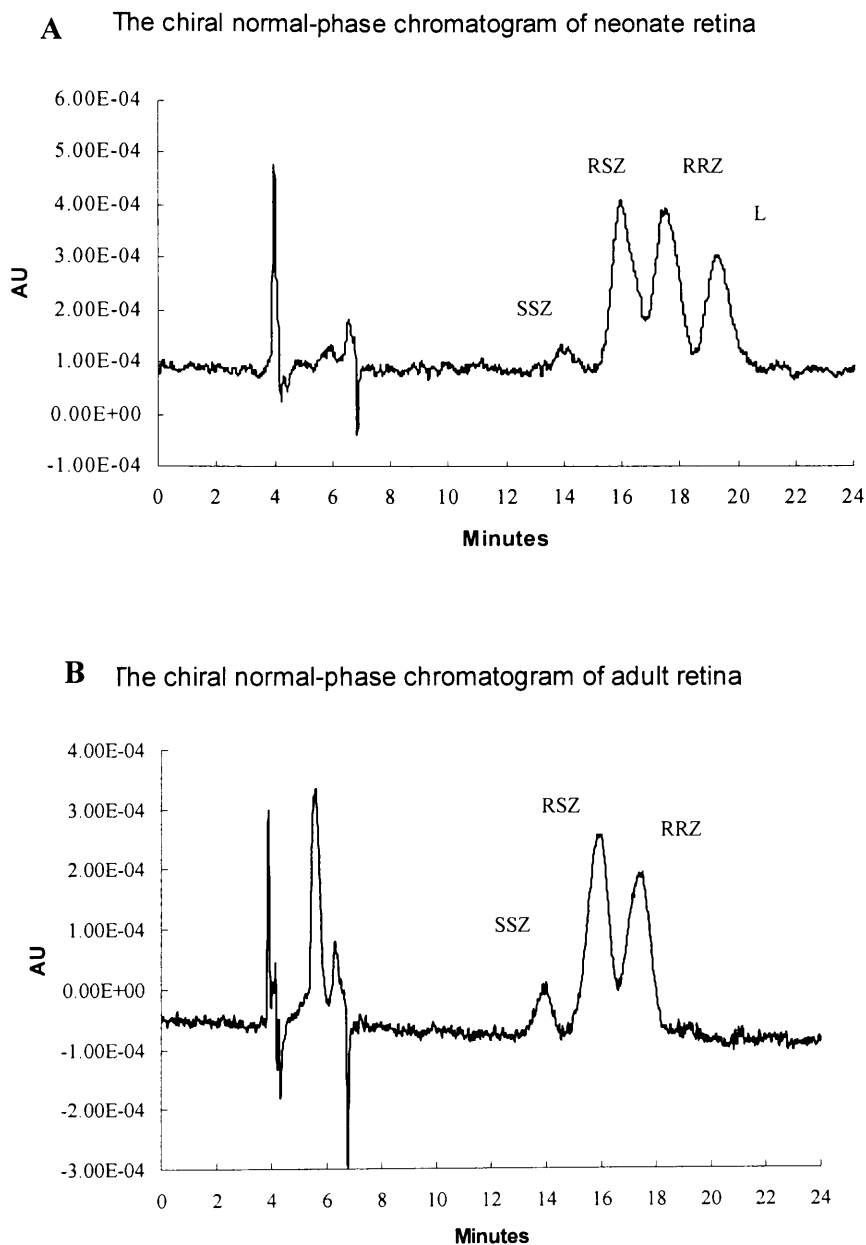 A The chiral normal-phase chromatogram of neonate retina
6.00E-04
5.00E-04
RSZ RRZ
4.00E-04
L
3.00E-04
AU
SSZ
2.00E-04
1.00E-04
0.00E+00
-1.00E-04
0 2 4 6 8 10 12 14 16 18 20 22 24
Minutes
B The chiral normal-phase chromatogram of adult retina
4.00E-04
3.00E-04
RSZ
RRZ
2.00E-04
1.00E-04
SSZ
AU
0.00E+00
-1.00E-04
-2.00E-04
-3.00E-04
0 2 4 6 8 10 12 14 16 18 20 22 24
Minutes